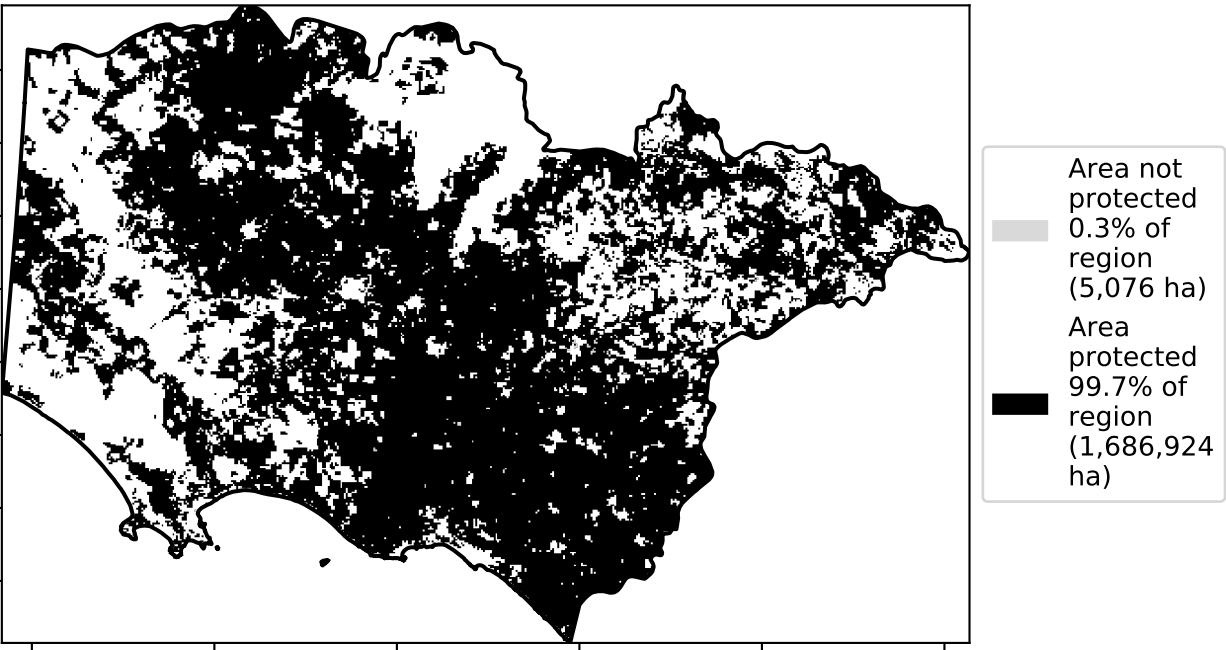 Area not
protected
0.3% of
region
(5,076 ha)
Area
protected
99.7% of
region
(1,686,924
ha)